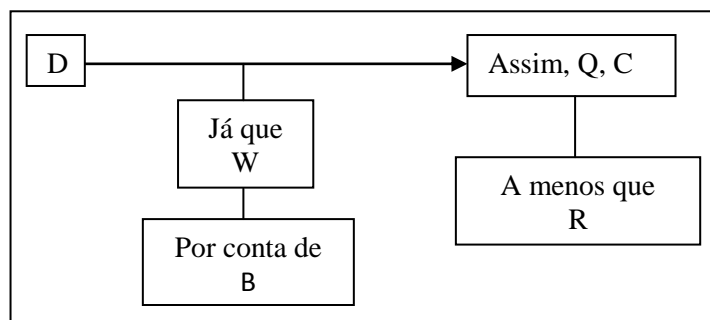 D
Assim, Q, C
Já que
W
A menos que
R
Por conta de
B